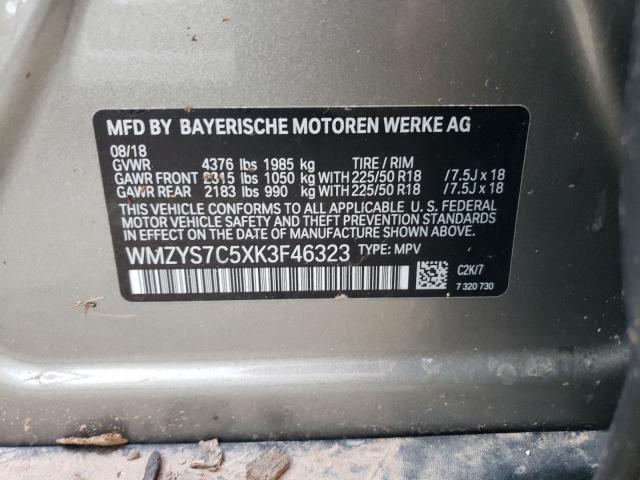 MFD BY BAYERISCHE MOTOREN WERKE AG
08/18
GVWR 4376 lbs 1985 kg TIRE / RIM
GAWR FRONT 2315 lbs 1050 kg WITH 225/50 R18 /7.5J x 18
GAWR REAR 2183 lbs 990 kg WITH 225/50 R18 /7.5J x 18
THIS VEHICLE CONFORMS TO ALL APPLICABLE U. S. FEDERAL
MOTOR VEHICLE SAFETY AND THEFT PREVENTION STANDARDS
IN EFFECT ON THE DATE OF MANUFACTURE SHOWN ABOVE.
WMZYS7C5XK3F46323 TYPE: MPV
C2K/7
7 320 730